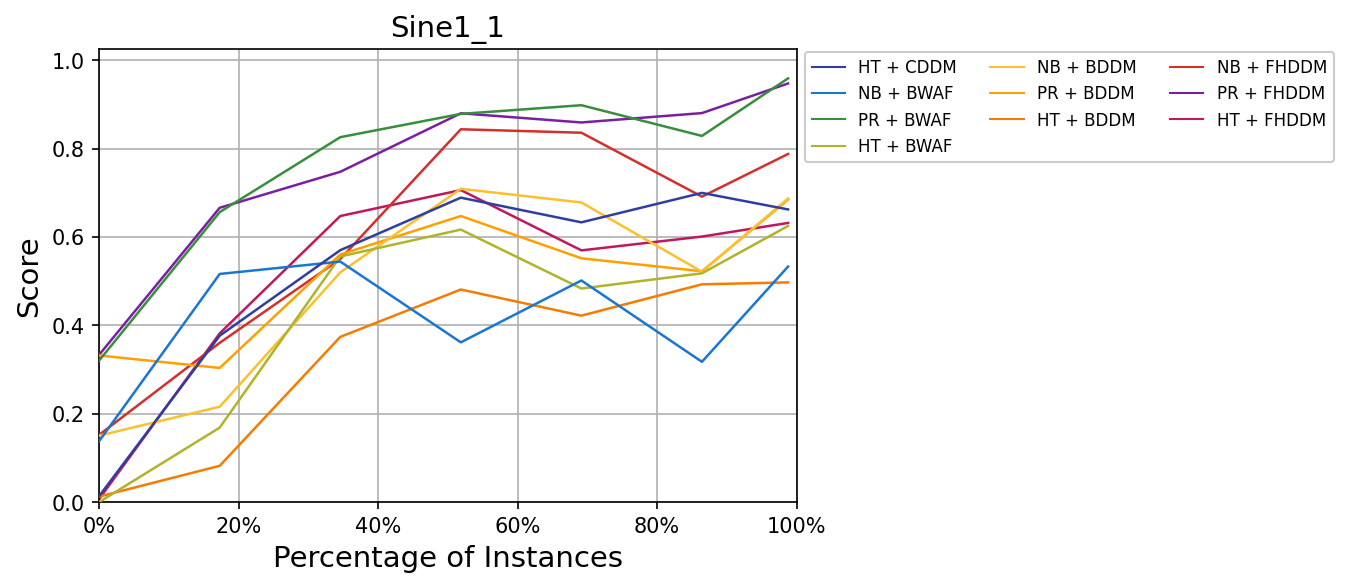 Sine1_1
1.0
0.8
0.6
0.4
0.2
0.0
Score
0% 20% 40% 60% 80% 100%
Percentage of Instances
HT + CDDM NB + BDDM NB + FHDDM
NB + BWAF PR + BDDM PR + FHDDM
PR + BWAF HT + BDDM HT + FHDDM
HT + BWAF